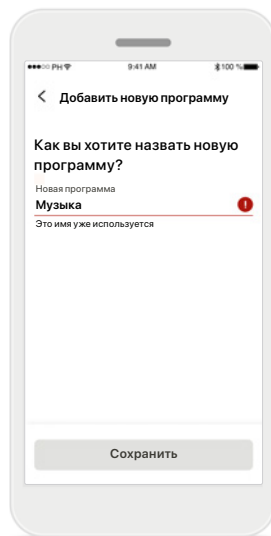 ●●●○○ PH 9:41 AM 100 %
Добавить новую программу
Как вы хотите назвать новую
программу?
Новая программа
Музыка !
Это имя уже используется
Сохранить